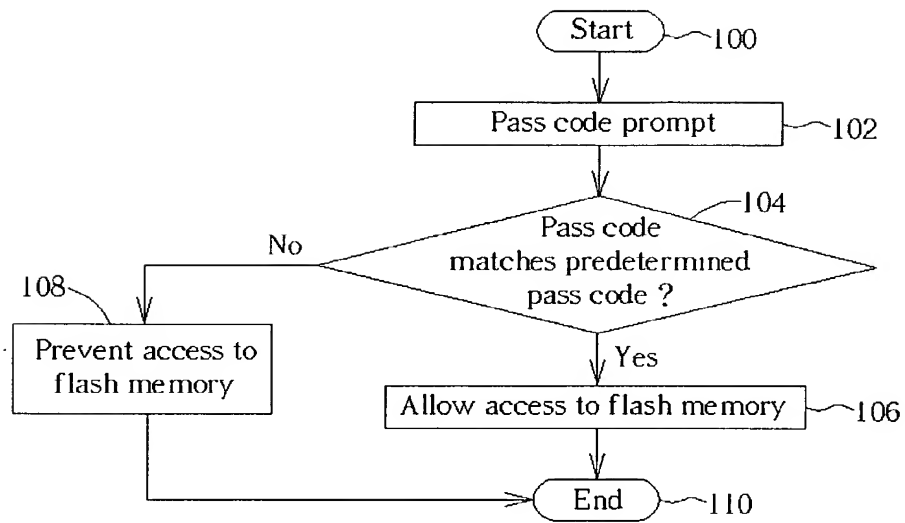 Start
100
Pass code prompt
102
104
Pass code
matches predetermined
pass code ?
No
Yes
108
Prevent access to
flash memory
Allow access to flash memory
106
End
110